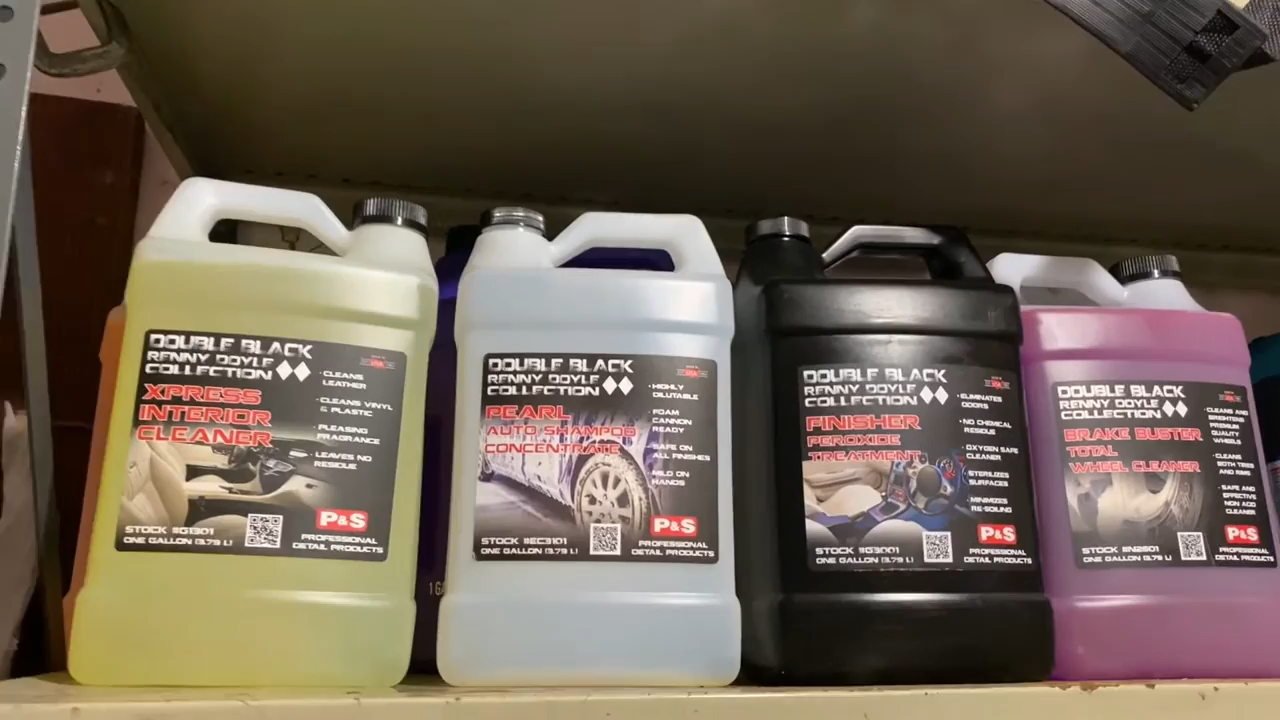 DOUBLE BLACK
RENNY DOYLE
COLLECTION
XPRESS
INTERIOR
CLEANER
· CLEANS
LEATHER
· CLEANS VINYL
& PLASTIC
· PLEASING
FRAGRANCE
· LEAVES NO
RESIDUE
STOCK #G1301
ONE GALLON (3.79 L)
P&S
PROFESSIONAL
DETAIL PRODUCTS
1 GA
DOUBLE BLACK
RENNY DOYLE
COLLECTION
PEARL
AUTO SHAMPOO
CONCENTRATE
· HIGHLY
DILUTABLE
· FOAM
CANNON
READY
· SAFE ON
ALL FINISHES
· MILD ON
HANDS
STOCK #EC3101
ONE GALLON (3.79 L)
P&S
PROFESSIONAL
DETAIL PRODUCTS
DOUBLE BLACK
RENNY DOYLE
COLLECTION
FINISHER
PEROXIDE
TREATMENT
· ELIMINATES
ODORS
· NO CHEMICAL
RESIDUE
· OXYGEN SAFE
CLEANER
· STERILIZES
SURFACES
· MINIMIZES
RE-SOILING
STOCK #G3001
ONE GALLON (3.79 L)
P&S
PROFESSIONAL
DETAIL PRODUCTS
DOUBLE BLACK
RENNY DOYLE
COLLECTION
BRAKE BUSTER
TOTAL
WHEEL CLEANER
· CLEANS AND
BRIGHTENS
PREMIUM
QUALITY
WHEELS
· CLEANS
BOTH TIRES
AND RIMS
· SAFE AND
EFFECTIVE
NON ACID
CLEANER
STOCK #N2501
ONE GALLON (3.79 L)
P&S
PROFESSIONAL
DETAIL PRODUCTS